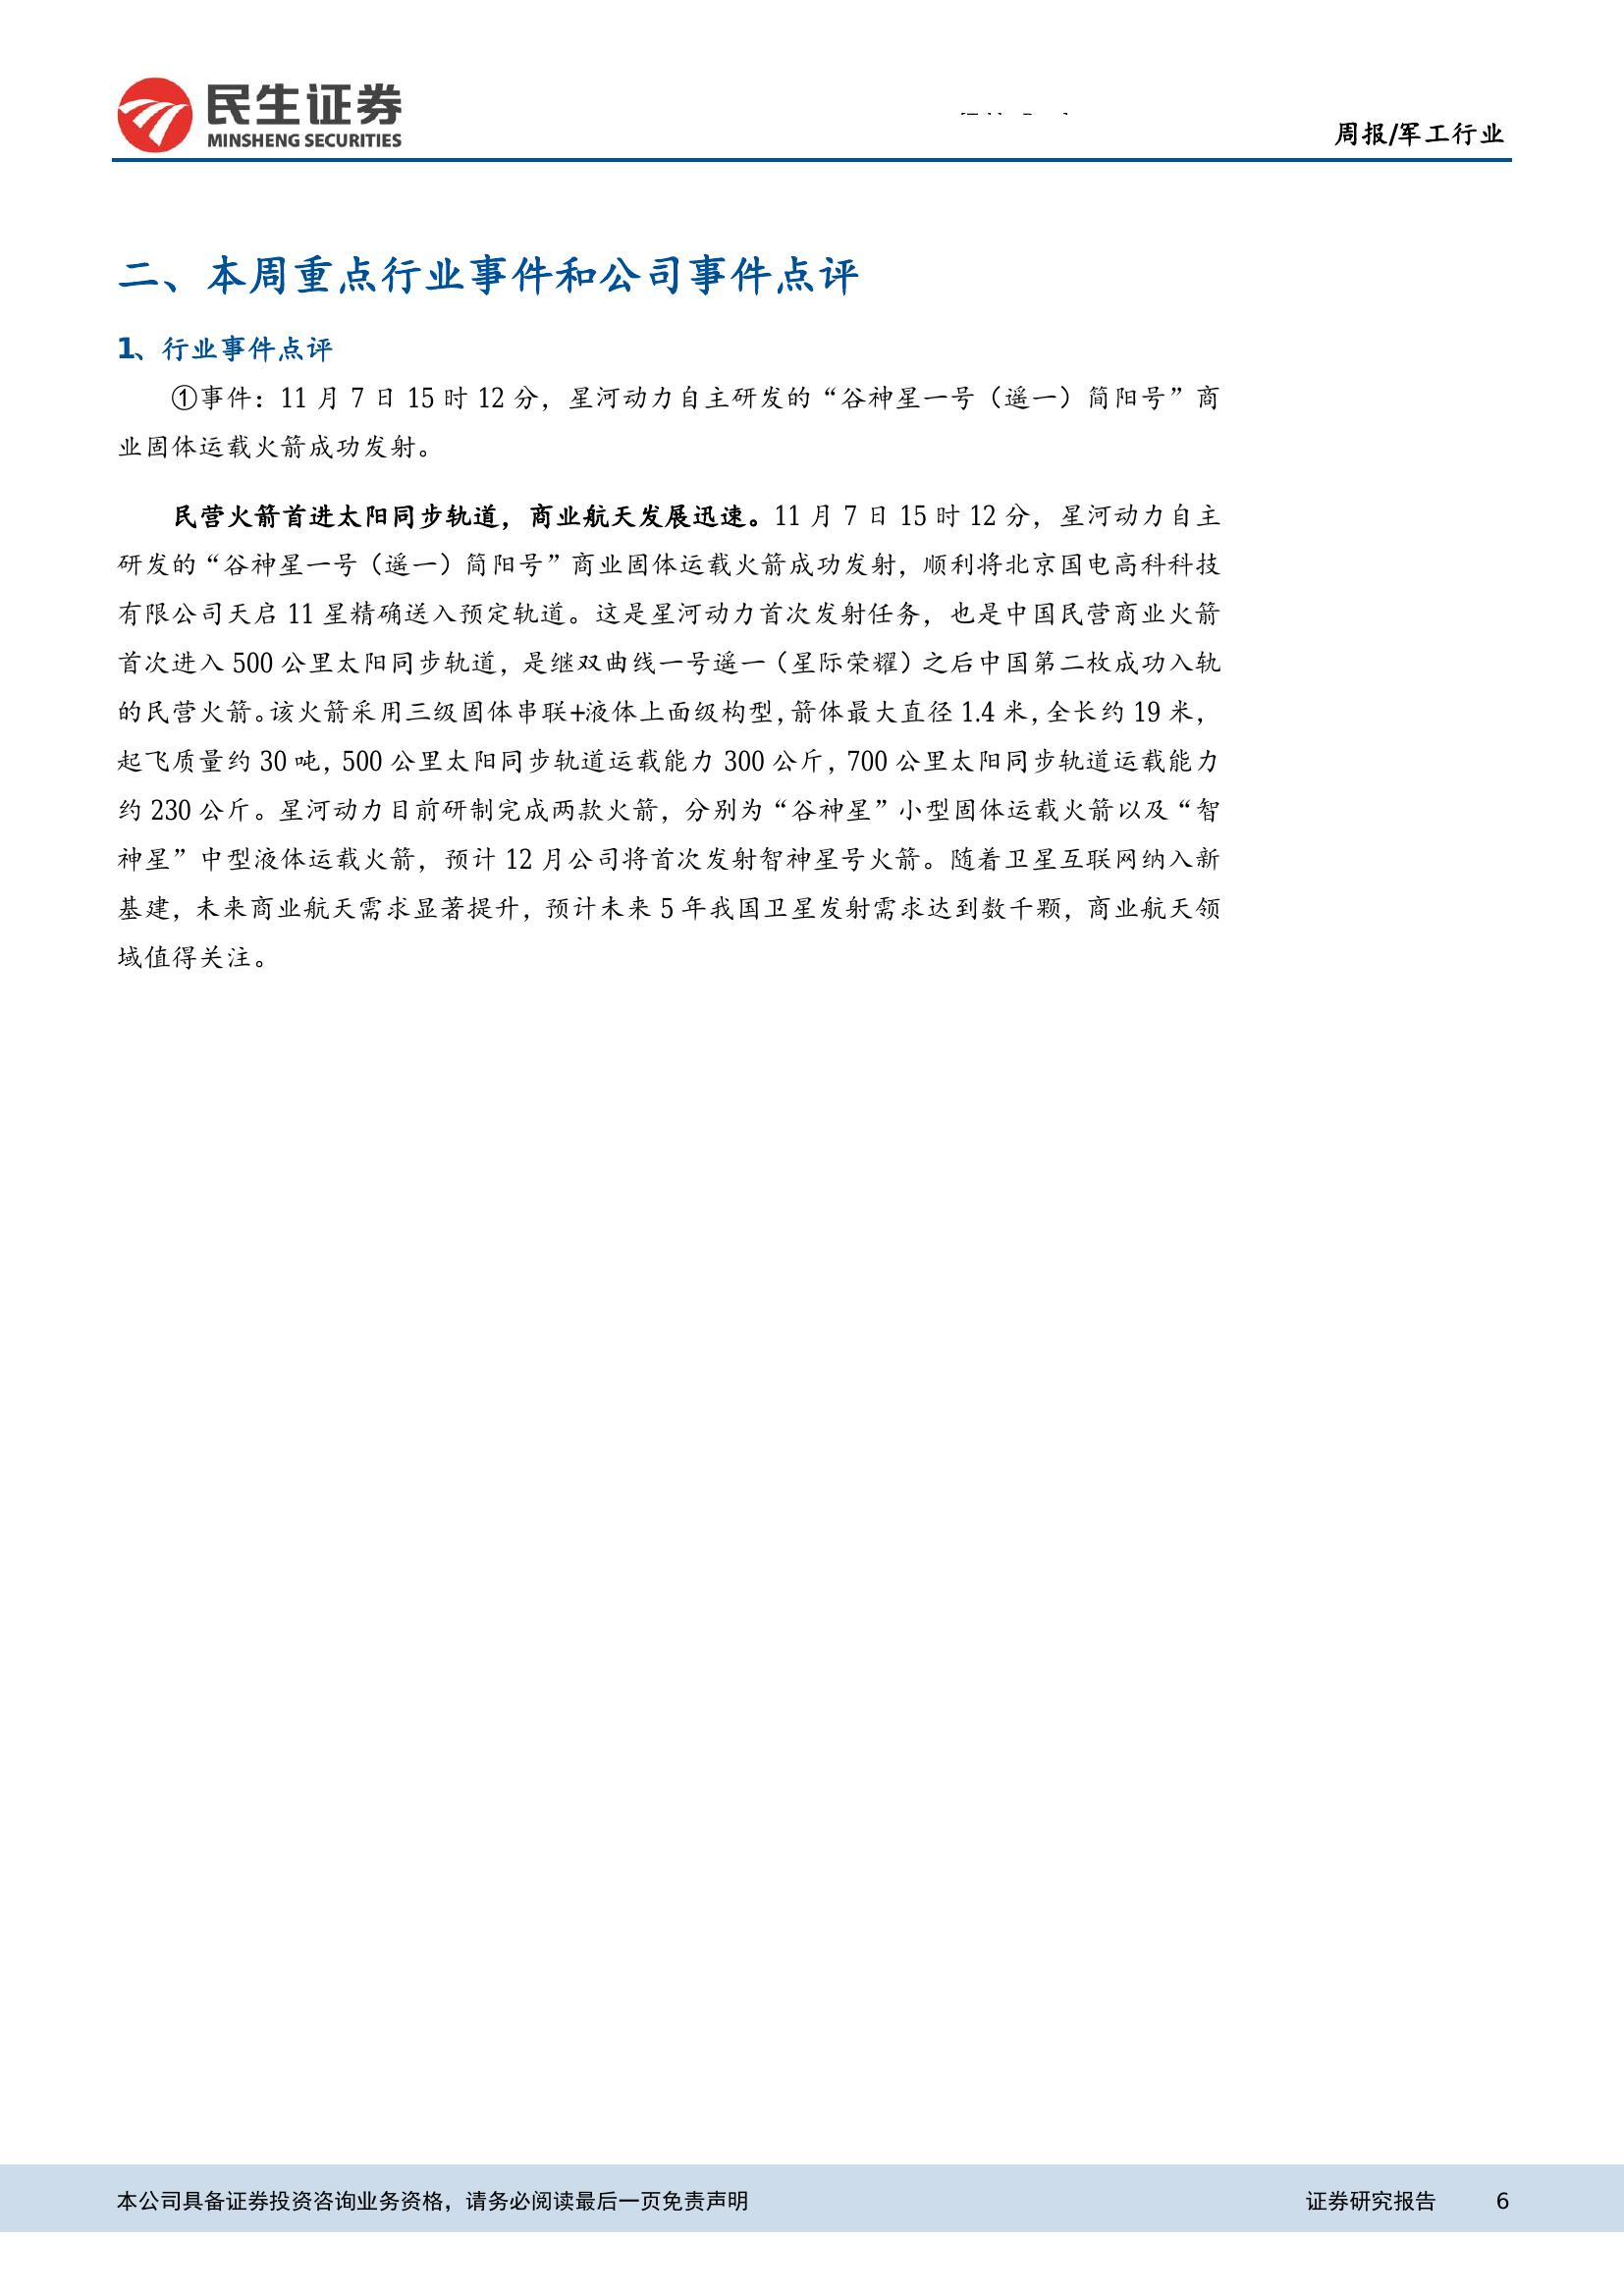 民生证券
MINSHENG SECURITIES
周报/军工行业
二、本周重点行业事件和公司事件点评
1、行业事件点评
①事件：11 月 7 日 15 时 12 分，星河动力自主研发的“谷神星一号（遥一）简阳号”商
业固体运载火箭成功发射。
民营火箭首进太阳同步轨道，商业航天发展迅速。11 月 7 日 15 时 12 分，星河动力自主
研发的“谷神星一号（遥一）简阳号”商业固体运载火箭成功发射，顺利将北京国电高科科技
有限公司天启 11 星精确送入预定轨道。这是星河动力首次发射任务，也是中国民营商业火箭
首次进入 500 公里太阳同步轨道，是继双曲线一号遥一（星际荣耀）之后中国第二枚成功入轨
的民营火箭。该火箭采用三级固体串联+液体上面级构型，箭体最大直径 1.4 米，全长约 19 米，
起飞质量约 30 吨，500 公里太阳同步轨道运载能力 300 公斤，700 公里太阳同步轨道运载能力
约 230 公斤。星河动力目前研制完成两款火箭，分别为“谷神星”小型固体运载火箭以及“智
神星”中型液体运载火箭，预计 12 月公司将首次发射智神星号火箭。随着卫星互联网纳入新
基建，未来商业航天需求显著提升，预计未来 5 年我国卫星发射需求达到数千颗，商业航天领
域值得关注。
本公司具备证券投资咨询业务资格，请务必阅读最后一页免责声明
证券研究报告
6